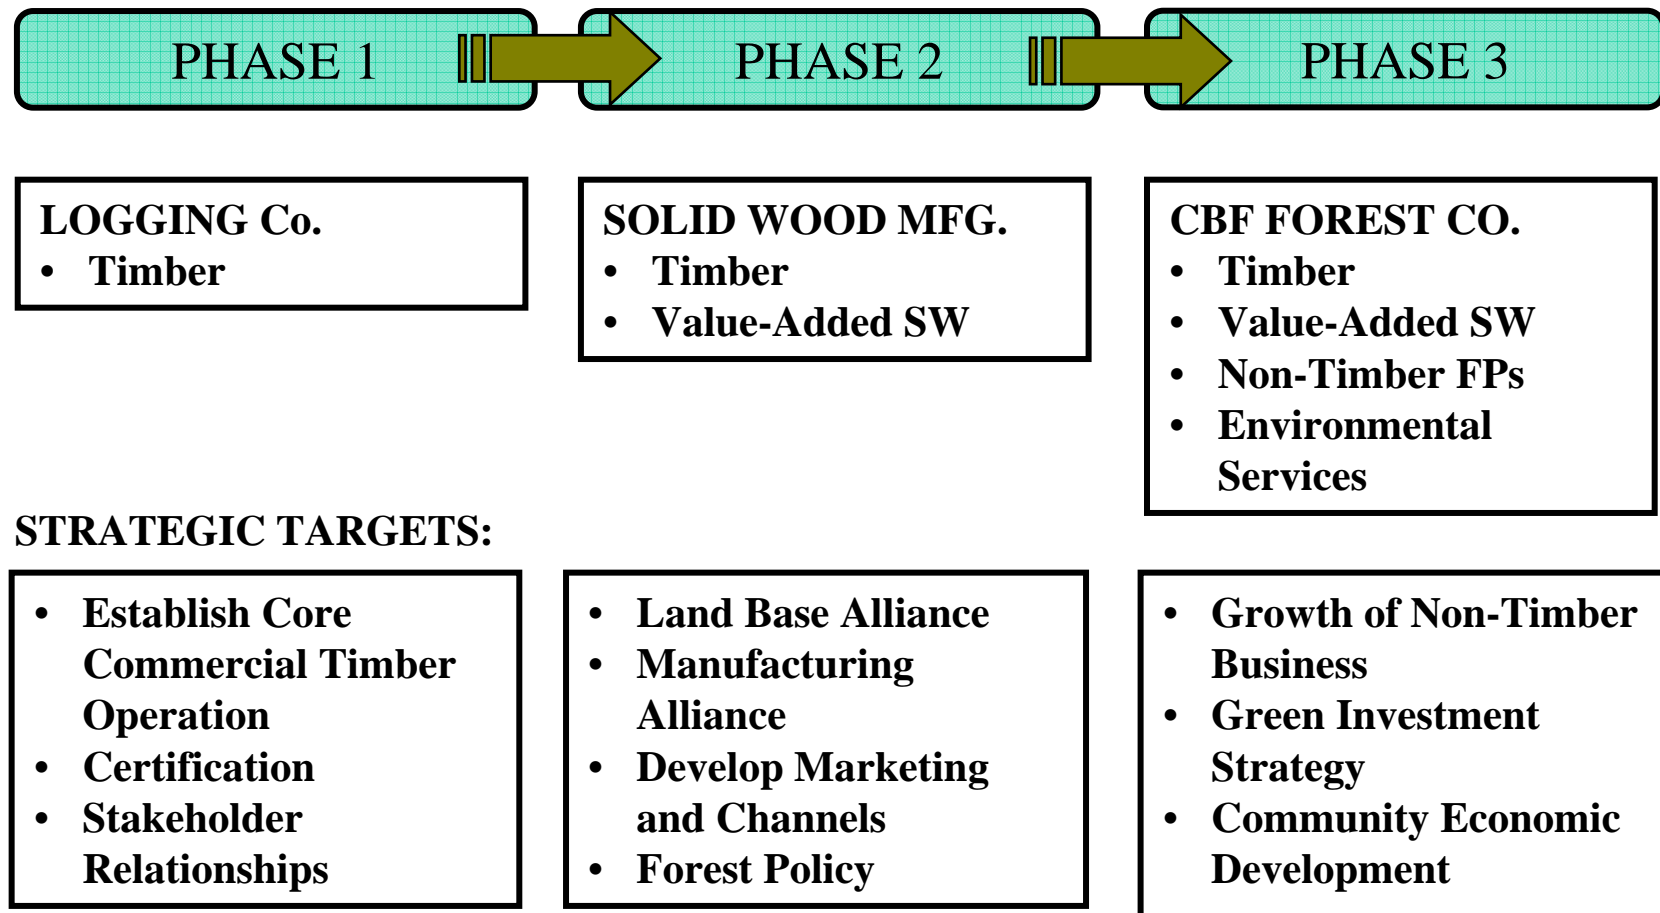 PHASE 1
PHASE 2
PHASE 3
LOGGING Co.
• Timber
SOLID WOOD MFG.
• Timber
• Value-Added SW
CBF FOREST CO.
• Timber
• Value-Added SW
• Non-Timber FPs
• Environmental
Services
STRATEGIC TARGETS:
• Establish Core
Commercial Timber
Operation
• Certification
• Stakeholder
Relationships
• Land Base Alliance
• Manufacturing
Alliance
• Develop Marketing
and Channels
• Forest Policy
• Growth of Non-Timber
Business
• Green Investment
Strategy
• Community Economic
Development